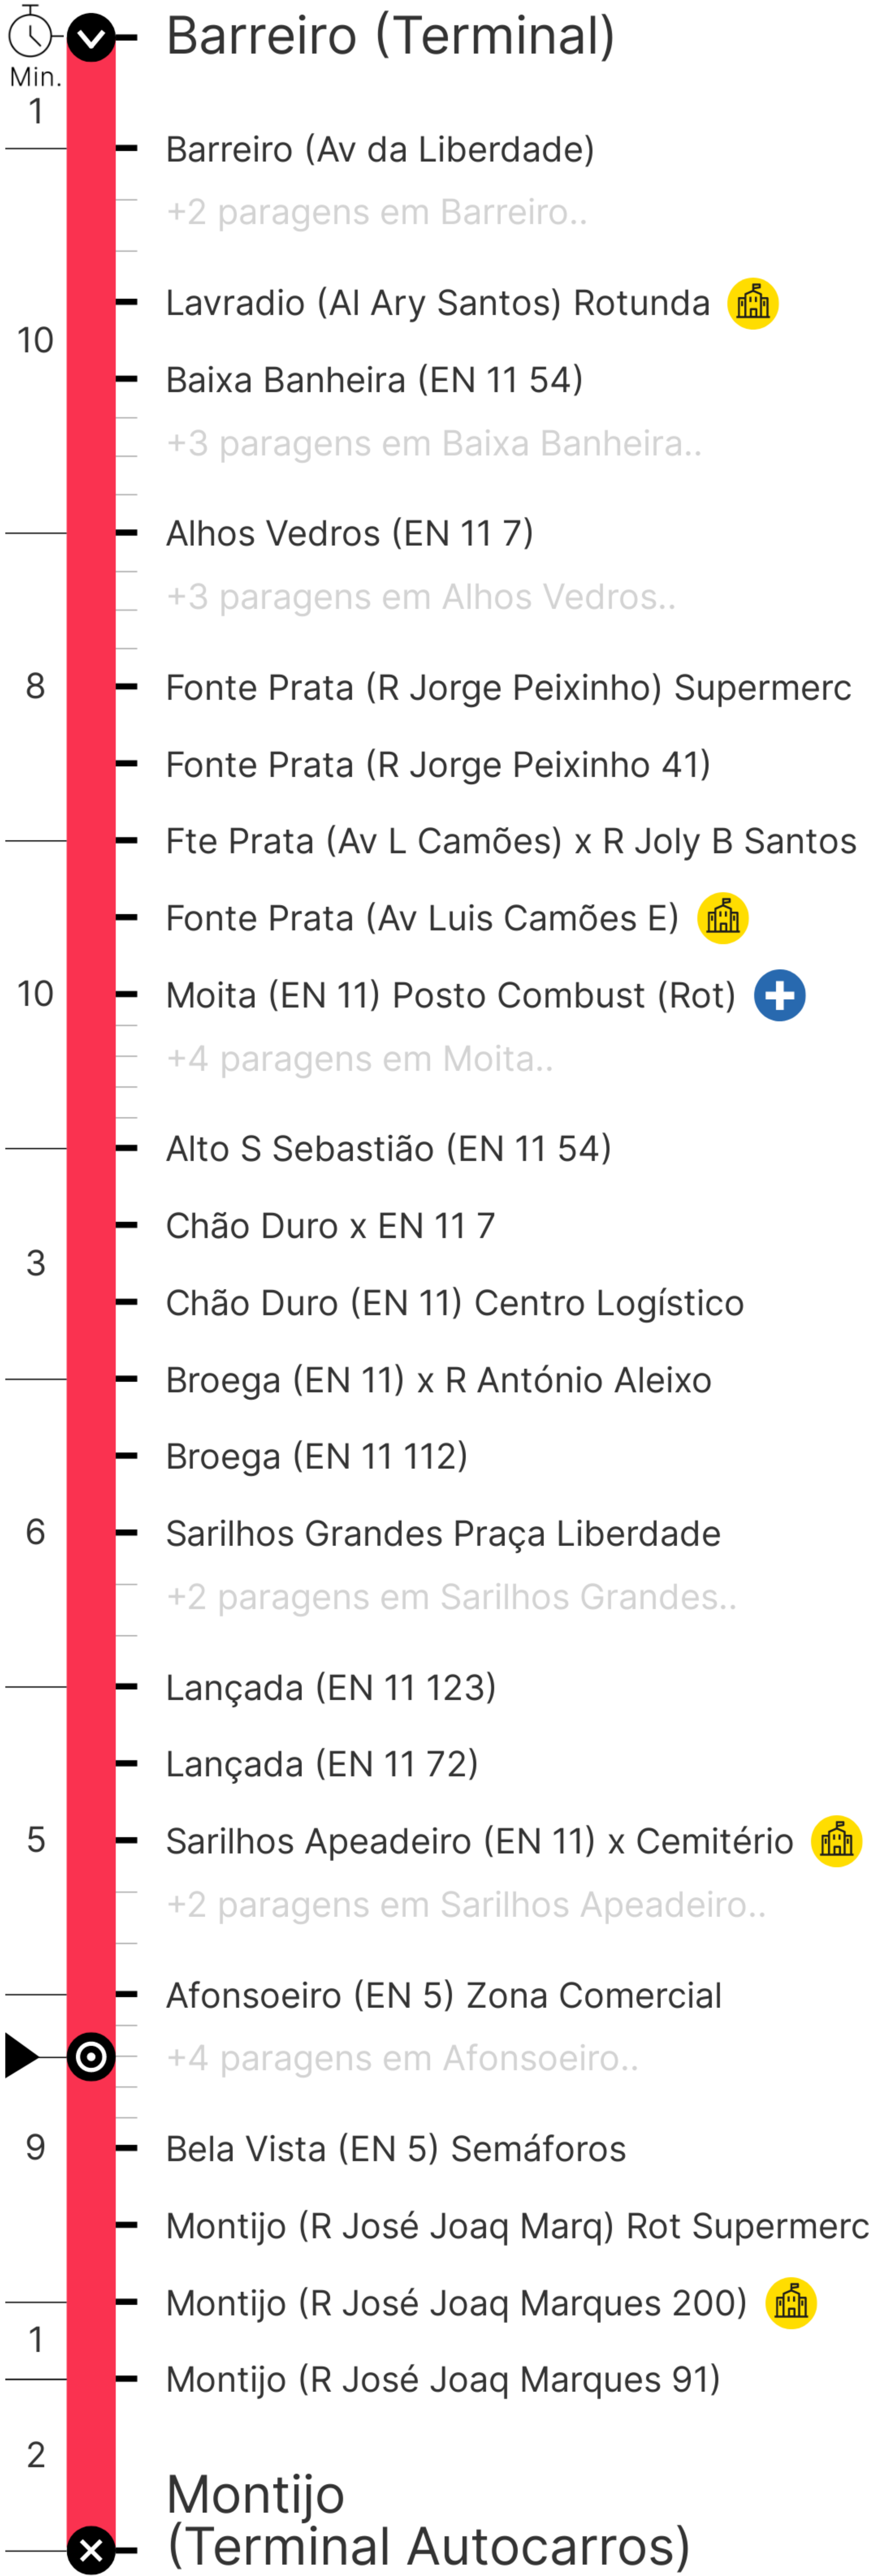 Barreiro (Terminal)
Min.
1
Barreiro (Av da Liberdade)
+2 paragens em Barreiro..
Lavradio (Al Ary Santos) Rotunda
10
Baixa Banheira (EN 11 54)
+3 paragens em Baixa Banheira..
Alhos Vedros (EN 11 7)
+3 paragens em Alhos Vedros..
8
Fonte Prata (R Jorge Peixinho) Supermerc
Fonte Prata (R Jorge Peixinho 41)
Fte Prata (Av L Camões) x R Joly B Santos
Fonte Prata (Av Luis Camões E)
10
Moita (EN 11) Posto Combust (Rot)
+4 paragens em Moita..
Alto S Sebastião (EN 11 54)
Chão Duro x EN 11 7
3
Chão Duro (EN 11) Centro Logístico
Broega (EN 11) x R António Aleixo
Broega (EN 11 112)
6
Sarilhos Grandes Praça Liberdade
+2 paragens em Sarilhos Grandes..
Lançada (EN 11 123)
Lançada (EN 11 72)
5
Sarilhos Apeadeiro (EN 11) x Cemitério
+2 paragens em Sarilhos Apeadeiro..
Afonsoeiro (EN 5) Zona Comercial
+4 paragens em Afonsoeiro..
9
Bela Vista (EN 5) Semáforos
Montijo (R José Joaq Marq) Rot Supermerc
Montijo (R José Joaq Marques 200)
1
Montijo (R José Joaq Marques 91)
2
Montijo
(Terminal Autocarros)